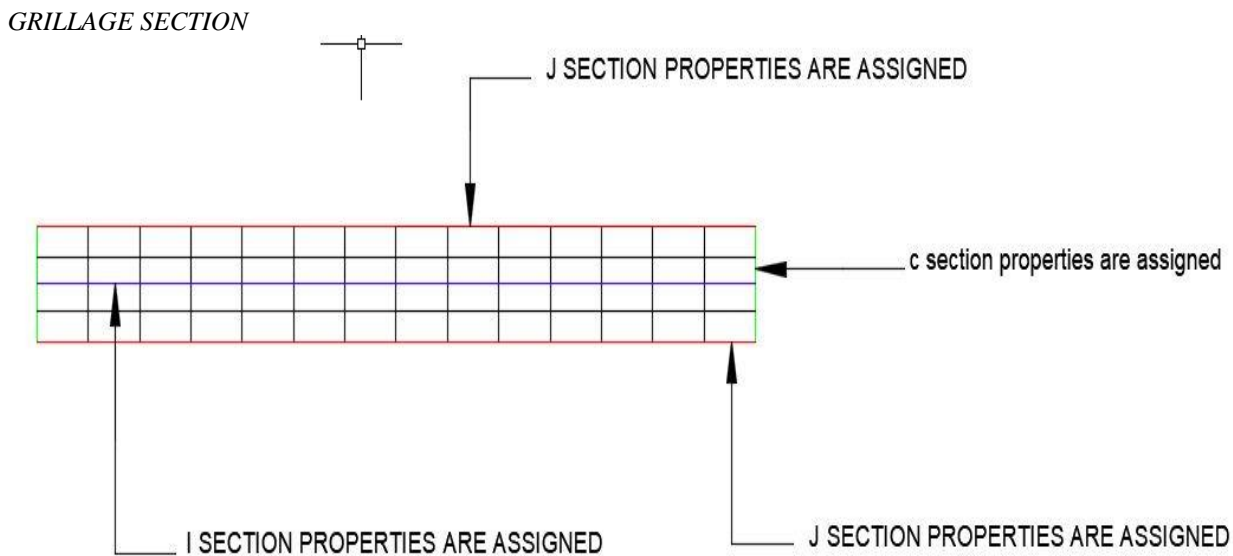 GRILLAGE SECTION
J SECTION PROPERTIES ARE ASSIGNED
c section properties are assigned
I SECTION PROPERTIES ARE ASSIGNED
J SECTION PROPERTIES ARE ASSIGNED